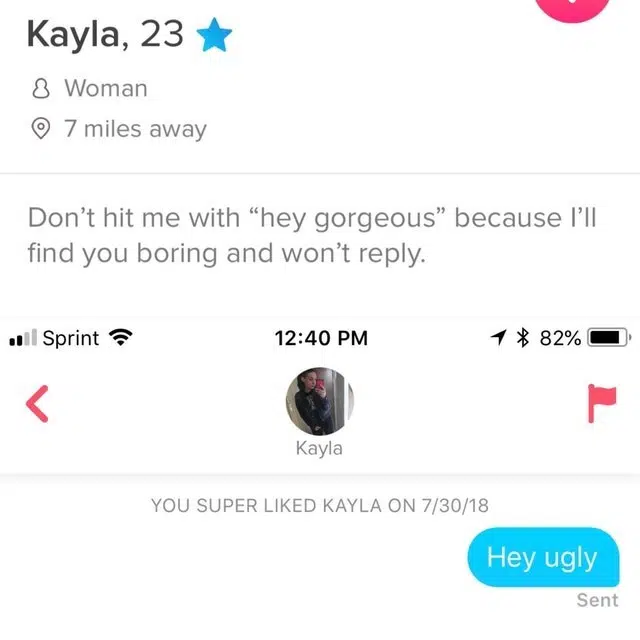 Kayla, 23
Woman
7 miles away
Don’t hit me with “hey gorgeous” because I’ll
find you boring and won’t reply.
Sprint 12:40 PM 82%
Kayla
YOU SUPER LIKED KAYLA ON 7/30/18
Hey ugly
Sent